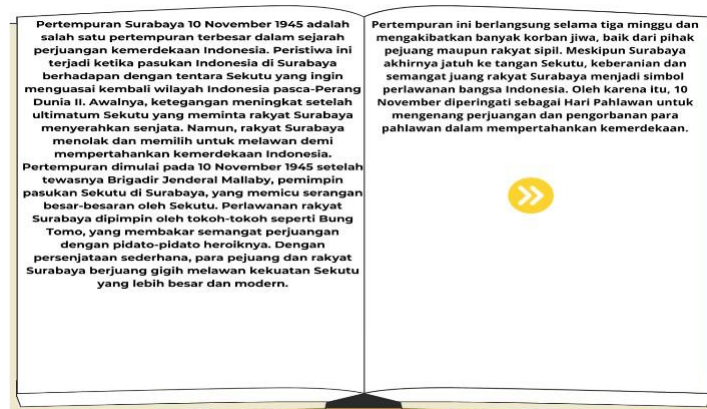 Pertempuran Surabaya 10 November 1945 adalah
salah satu pertempuran terbesar dalam sejarah
perjuangan kemerdekaan Indonesia. Peristiwa ini
terjadi ketika pasukan Indonesia di Surabaya
berhadapan dengan tentara Sekutu yang ingin
menguasai kembali wilayah Indonesia pasca-Perang
Dunia II. Awalnya, ketegangan meningkat setelah
ultimatum Sekutu yang meminta rakyat Surabaya
menyerahkan senjata. Namun, rakyat Surabaya
menolak dan memilih untuk melawan demi
mempertahankan kemerdekaan Indonesia.
Pertempuran dimulai pada 10 November 1945 setelah
tewasnya Brigadir Jenderal Mallaby, pemimpin
pasukan Sekutu di Surabaya, yang memicu serangan
besar-besaran oleh Sekutu. Perlawanan rakyat
Surabaya dipimpin oleh tokoh-tokoh seperti Bung
Tomo, yang membakar semangat perjuangan
dengan pidato-pidato heroiknya. Dengan
persenjataan sederhana, para pejuang dan rakyat
Surabaya berjuang gigih melawan kekuatan Sekutu
yang lebih besar dan modern.
Pertempuran ini berlangsung selama tiga minggu dan
mengakibatkan banyak korban jiwa, baik dari pihak
pejuang maupun rakyat sipil. Meskipun Surabaya
akhirnya jatuh ke tangan Sekutu, keberanian dan
semangat juang rakyat Surabaya menjadi simbol
perlawanan bangsa Indonesia. Oleh karena itu, 10
November diperingati sebagai Hari Pahlawan untuk
mengenang perjuangan dan pengorbanan para
pahlawan dalam mempertahankan kemerdekaan.